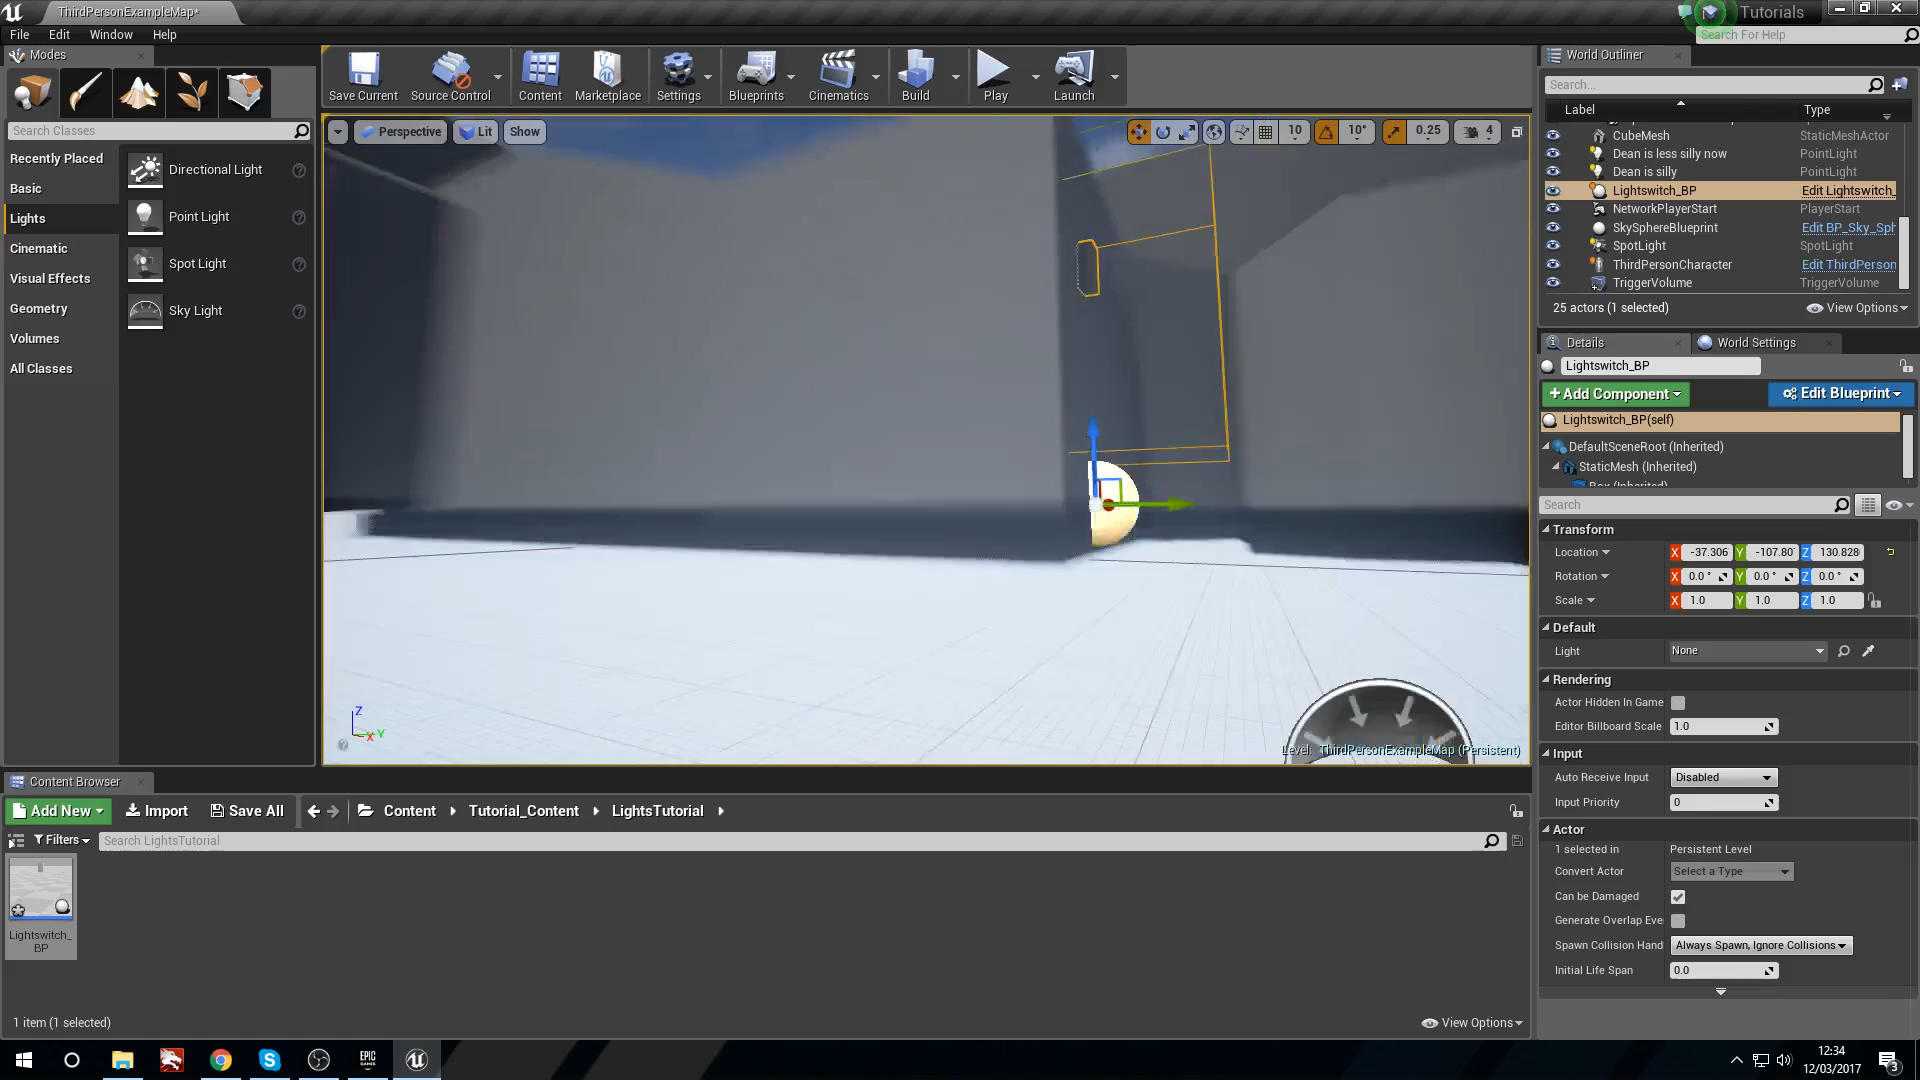 ThirdPersonExampleMap*
Tutorials
File Edit Window Help
Search For Help
Modes
Save Current
Source Control
Content
Marketplace
Settings
Blueprints
Cinematics
Build
Play
Launch
World Outliner
Search...
Label Type
Search Classes
Recently Placed
Basic
Lights
Cinematic
Visual Effects
Geometry
Volumes
All Classes
Directional Light
Point Light
Spot Light
Sky Light
Perspective
Lit
Show
10
10°
0.25
4
CubeMesh StaticMeshActor
Dean is less silly now PointLight
Dean is silly PointLight
Lightswitch_BP Edit Lightswitch_
NetworkPlayerStart PlayerStart
SkySphereBlueprint Edit BP_Sky_Sph
SpotLight SpotLight
ThirdPersonCharacter Edit ThirdPerson
TriggerVolume TriggerVolume
25 actors (1 selected)
View Options
Details
World Settings
Lightswitch_BP
+Add Component
Edit Blueprint
Lightswitch_BP(self)
DefaultSceneRoot (Inherited)
StaticMesh (Inherited)
Box (Inherited)
Search
Transform
Location X -37.306 Y -107.80 Z 130.828
Rotation X 0.0 ° Y 0.0 ° Z 0.0 °
Scale X 1.0 Y 1.0 Z 1.0
Default
Light None
Rendering
Actor Hidden In Game
Editor Billboard Scale 1.0
Input
Auto Receive Input Disabled
Input Priority 0
Actor
1 selected in Persistent Level
Convert Actor Select a Type
Can be Damaged
Generate Overlap Eve
Spawn Collision Hand Always Spawn, Ignore Collisions
Initial Life Span 0.0
Z
X
Y
Level: ThirdPersonExampleMap (Persistent)
Content Browser
Add New
Import
Save All
Content
Tutorial_Content
LightsTutorial
Filters
Search LightsTutorial
Lightswitch_
BP
1 item (1 selected)
View Options
EPIC
GAMES
12:34
12/03/2017
3